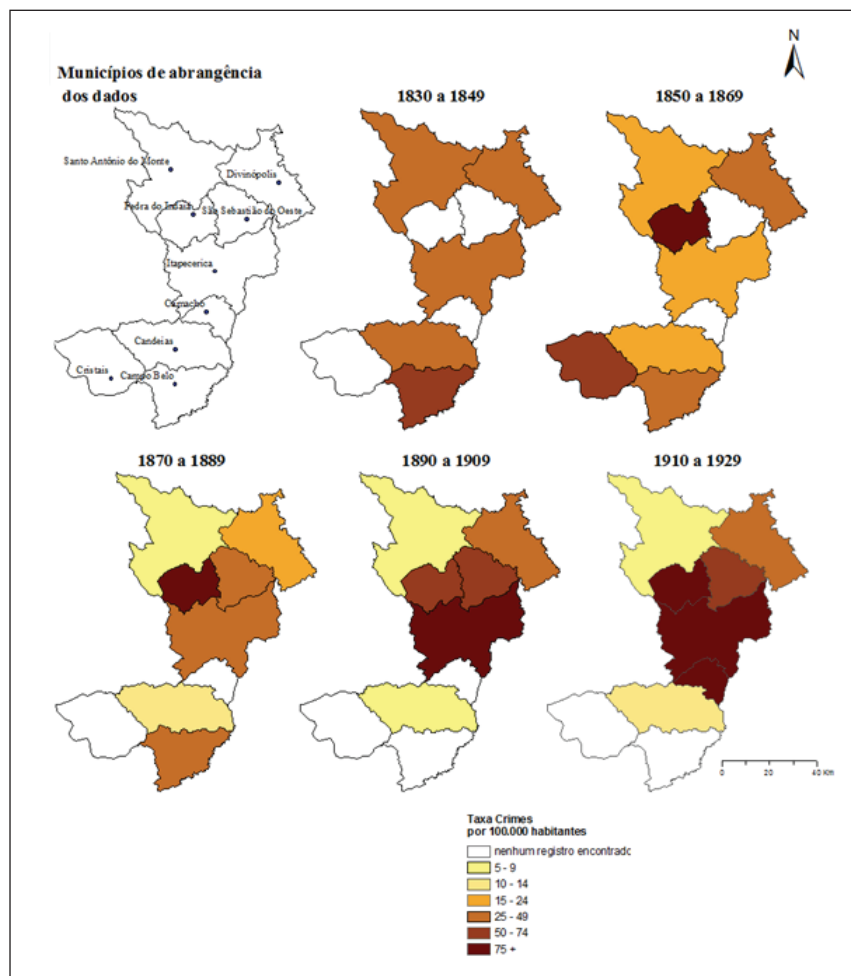 N
Municípios de abrangência
dos dados
1830 a 1849
1850 a 1869
Santo Antônio do Monte
Divinópolis
Pedra do Indaiá
São Sebastião do Oeste
Itapecerica
Camacho
Candeias
Cristais
Campo Belo
1870 a 1889
1890 a 1909
1910 a 1929
0 20 40 Km
Taxa Crimes
por 100.000 habitantes
nenhum registro encontrado
5 - 9
10 - 14
15 - 24
25 - 49
50 - 74
75 +